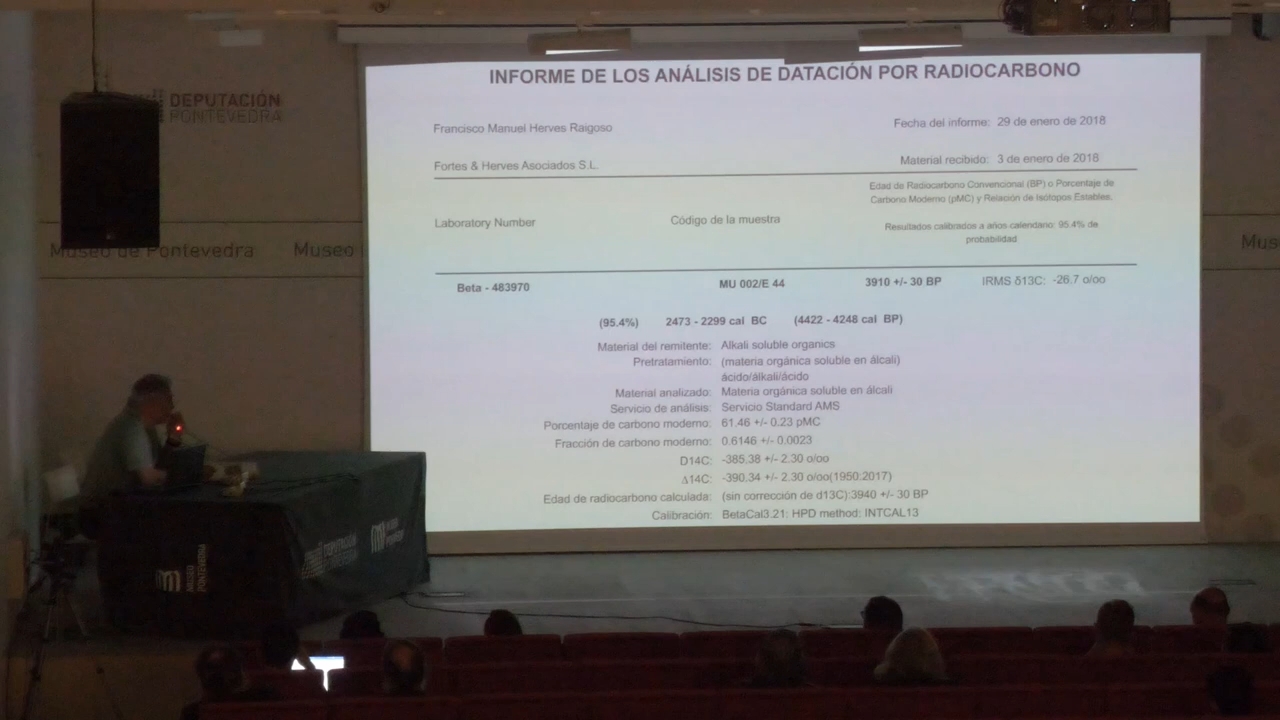 INFORME DE LOS ANÁLISIS DE DATACIÓN POR RADIOCARBONO
DEPUTACIÓN
PONTEVEDRA
Francisco Manuel Herves Raigoso
Fecha del informe: 29 de enero de 2018
Fortes & Herves Asociados S.L.
Material recibido: 3 de enero de 2018
Edad de Radiocarbono Convencional (BP) o Porcentaje de
Carbono Moderno (pMC) y Relación de Isótopos Estables.
Laboratory Number
Código de la muestra
Resultados calibrados a años calendario: 95.4% de
probabilidad
Museo de Pontevedra
Museo
Mus
Beta - 483970
MU 002/E 44
3910 +/- 30 BP
IRMS δ13C: -26.7 o/oo
(95.4%) 2473 - 2299 cal BC (4422 - 4248 cal BP)
Material del remitente: Alkali soluble organics
Pretratamiento: (materia orgánica soluble en álcali)
ácido/álkali/ácido
Material analizado: Materia orgánica soluble en álcali
Servicio de análisis: Servicio Standard AMS
Porcentaje de carbono moderno: 61.46 +/- 0.23 pMC
Fracción de carbono moderno: 0.6146 +/- 0.0023
D14C: -385.38 +/- 2.30 o/oo
Δ14C: -390.34 +/- 2.30 o/oo(1950:2017)
Edad de radiocarbono calculada: (sin corrección de d13C):3940 +/- 30 BP
Calibración: BetaCal3.21: HPD method: INTCAL13
MUSEO
PONTEVEDRA
DEPUTACIÓN